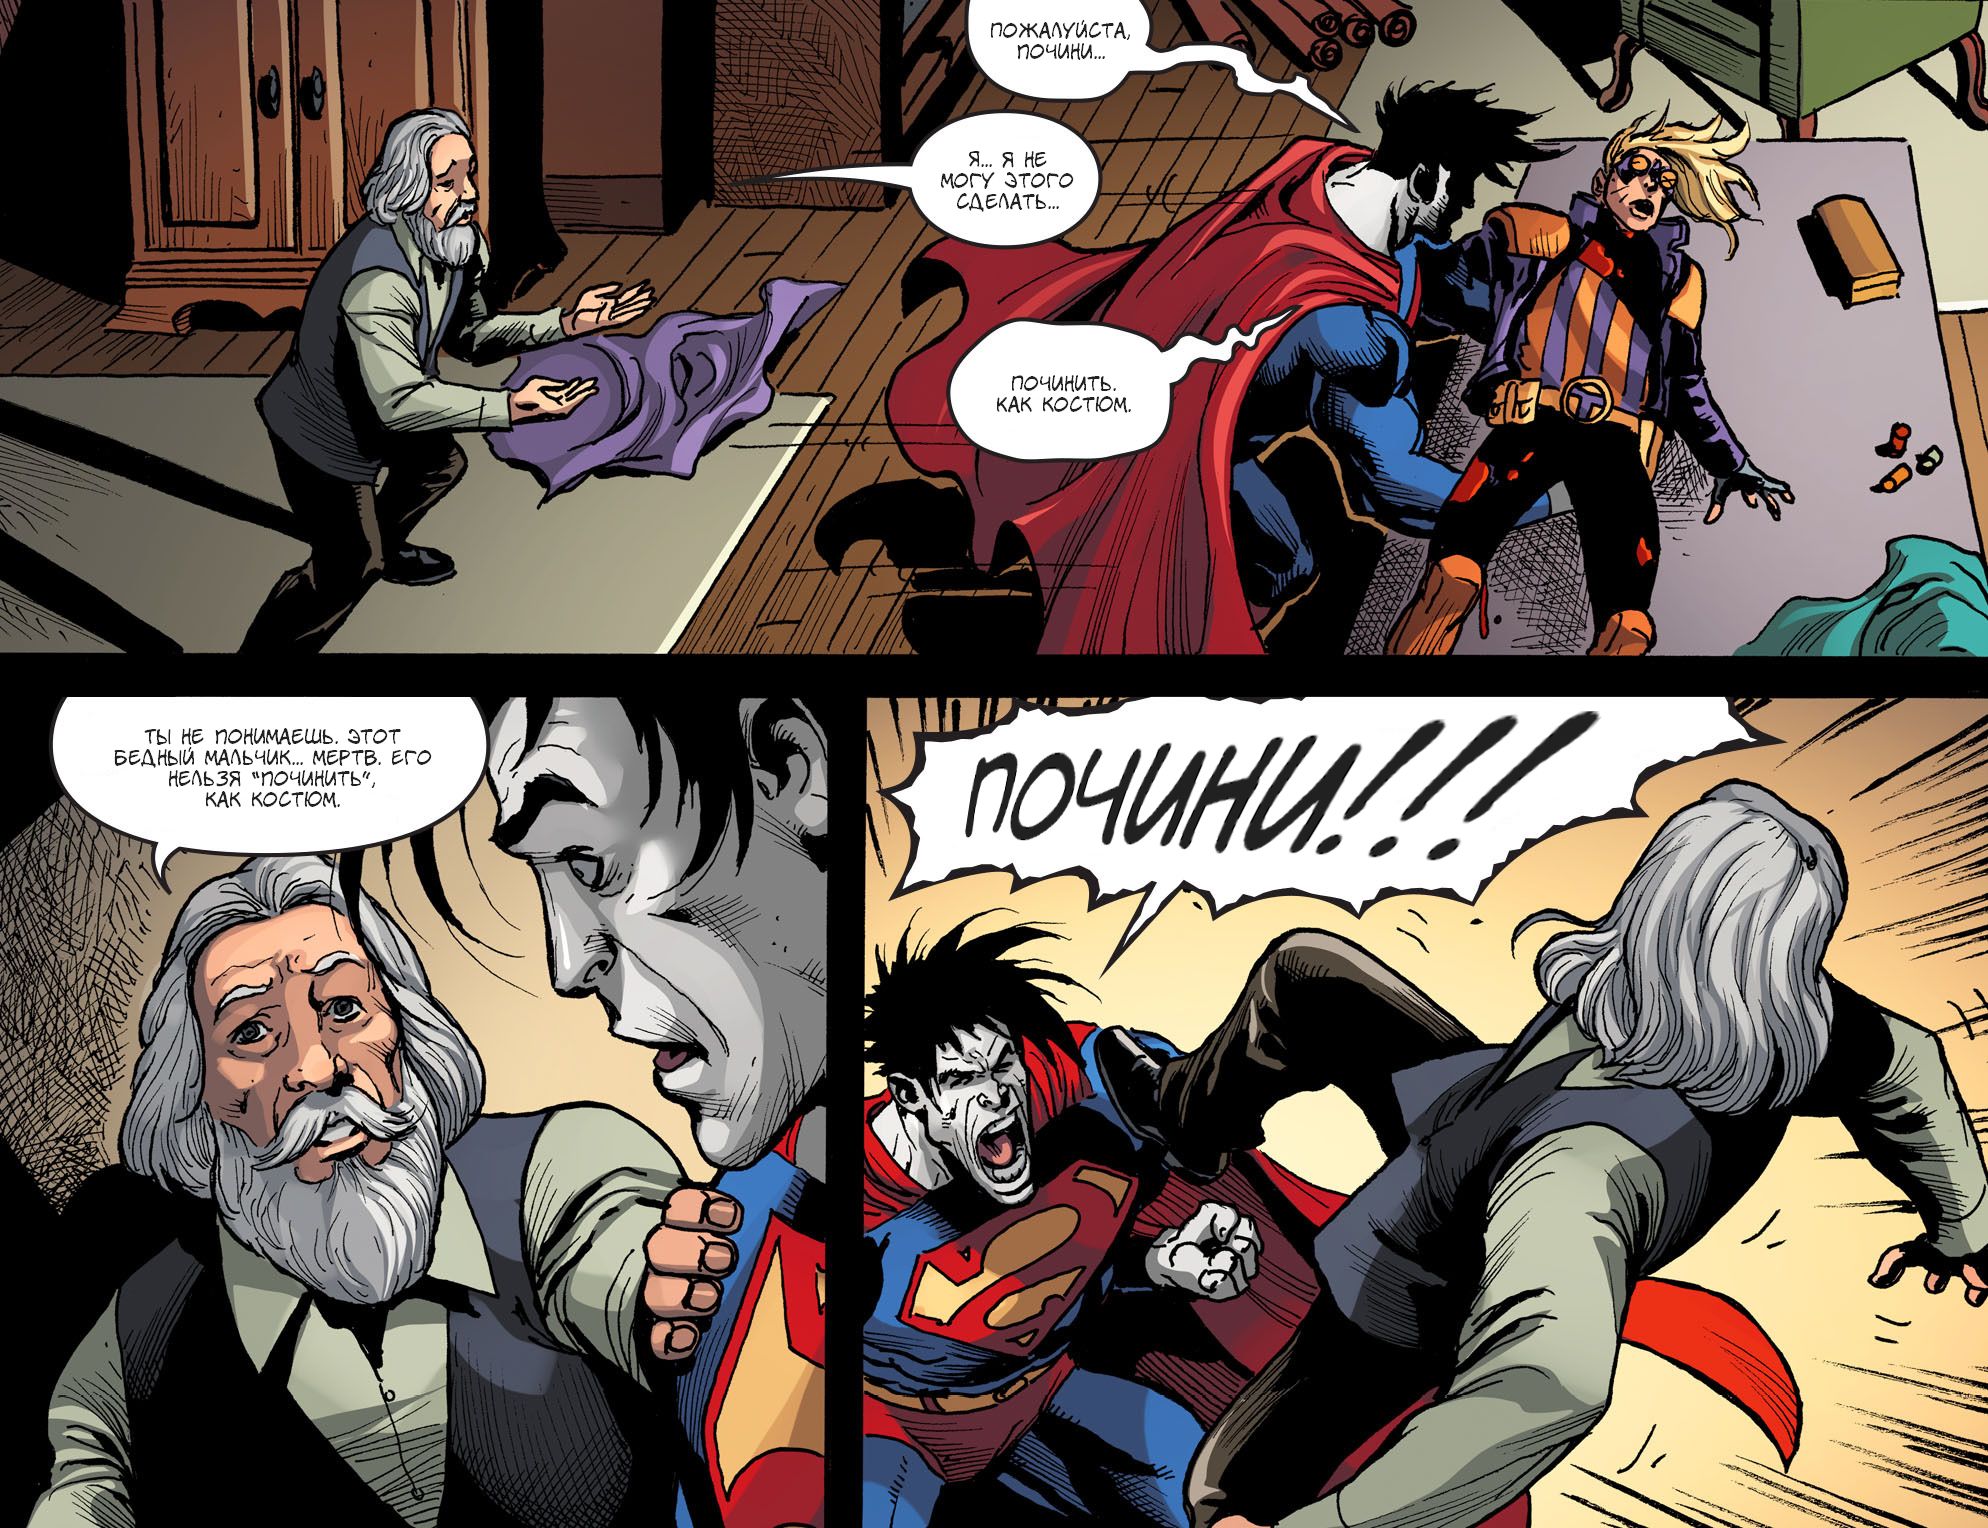 ПОЖАЛУЙСТА,
ПОЧИНИ...
Я... Я НЕ
МОГУ ЭТОГО
СДЕЛАТЬ...
ПОЧИНИТЬ.
КАК КОСТЮМ.
ТЫ НЕ ПОНИМАЕШЬ. ЭТОТ
БЕДНЫЙ МАЛЬЧИК... МЕРТВ. ЕГО
НЕЛЬЗЯ "ПОЧИНИТЬ",
КАК КОСТЮМ.
ПОЧИНИ!!!